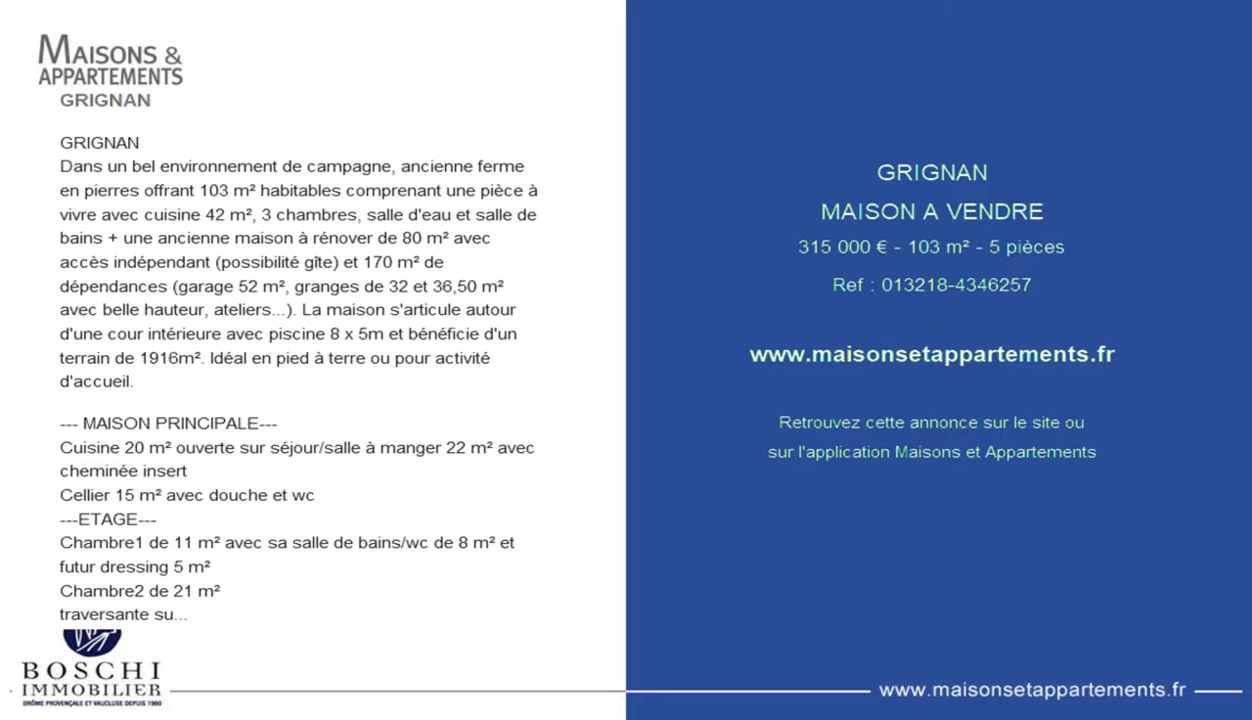 MAISONS &
APPARTEMENTS
GRIGNAN
GRIGNAN
Dans un bel environnement de campagne, ancienne ferme
en pierres offrant 103 m² habitables comprenant une pièce à
vivre avec cuisine 42 m², 3 chambres, salle d'eau et salle de
bains + une ancienne maison à rénover de 80 m² avec
accès indépendant (possibilité gîte) et 170 m² de
dépendances (garage 52 m², granges de 32 et 36,50 m²
avec belle hauteur, ateliers...). La maison s'articule autour
d'une cour intérieure avec piscine 8 x 5m et bénéficie d'un
terrain de 1916m². Idéal en pied à terre ou pour activité
d'accueil.
--- MAISON PRINCIPALE---
Cuisine 20 m² ouverte sur séjour/salle à manger 22 m² avec
cheminée insert
Cellier 15 m² avec douche et wc
---ETAGE---
Chambre1 de 11 m² avec sa salle de bains/wc de 8 m² et
futur dressing 5 m²
Chambre2 de 21 m²
traversante su...
BOSCHI
IMMOBILIER
DRÔME PROVENÇALE ET VAUCLUSE DEPUIS 1960
GRIGNAN
MAISON A VENDRE
315 000 € - 103 m² - 5 pièces
Ref : 013218-4346257
www.maisonsetappartements.fr
Retrouvez cette annonce sur le site ou
sur l'application Maisons et Appartements
www.maisonsetappartements.fr